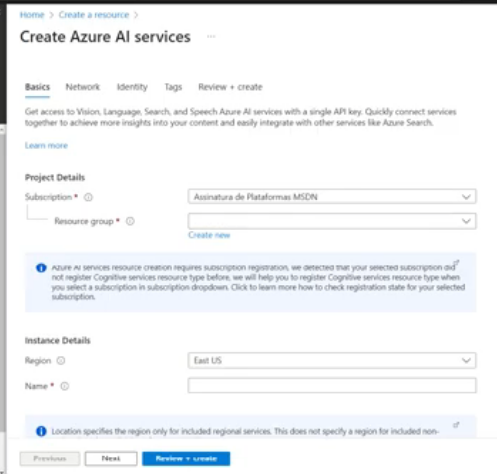 Home > Create a resource >
Create Azure AI services ...
Basics Network Identity Tags Review + create
Get access to Vision, Language, Search, and Speech Azure AI services with a single API key. Quickly connect services
together to achieve more insights into your content and easily integrate with other services like Azure Search.
Learn more
Project Details
Subscription * Assinatura de Plataformas MSDN
Resource group *
Create new
Azure AI services resource creation requires subscription registration, we detected that your selected subscription did
not register Cognitive services resource type before, we will help you to register Cognitive services resource type when
you select a subscription in subscription dropdown. Click to learn more how to check registration state for your selected
subscription.
Instance Details
Region East US
Name *
Location specifies the region only for included regional services. This does not specify a region for included non-
Previous Next Review + create